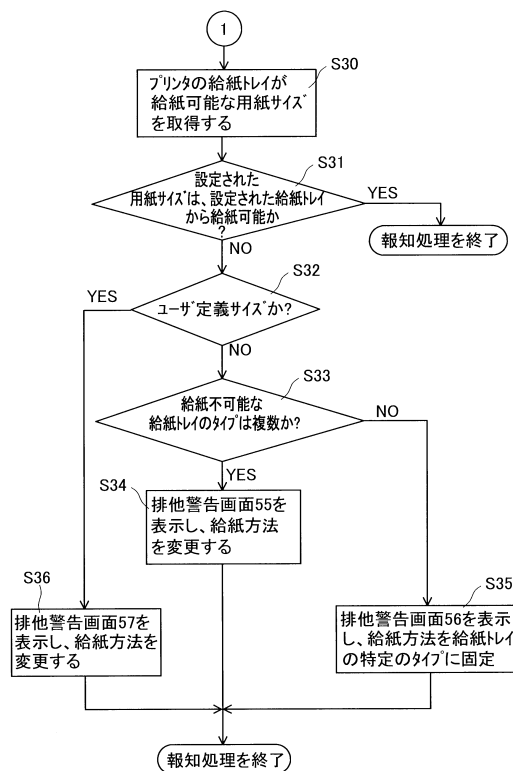 1
S30
プリンタの給紙トレイが
給紙可能な用紙サイズ
を取得する
S31
設定された
用紙サイズは、設定された給紙トレイ
から給紙可能か
?
YES
報知処理を終了
NO
S32
YES
ユーザ定義サイズか?
NO
S33
給紙不可能な
給紙トレイのタイプは複数か?
NO
YES
S34
排他警告画面55を
表示し、給紙方法
を変更する
S36
排他警告画面57を
表示し、給紙方法を
変更する
S35
排他警告画面56を表示
し、給紙方法を給紙トレイ
の特定のタイプに固定
報知処理を終了